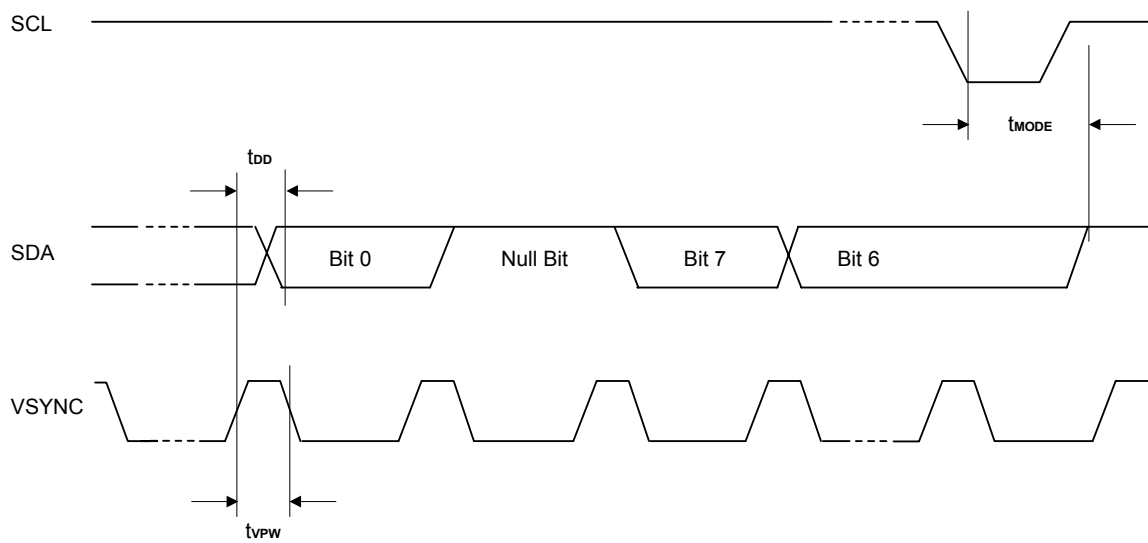 SCL
tMODE
tDD
SDA
Bit 0
Null Bit
Bit 7
Bit 6
VSYNC
tVPW